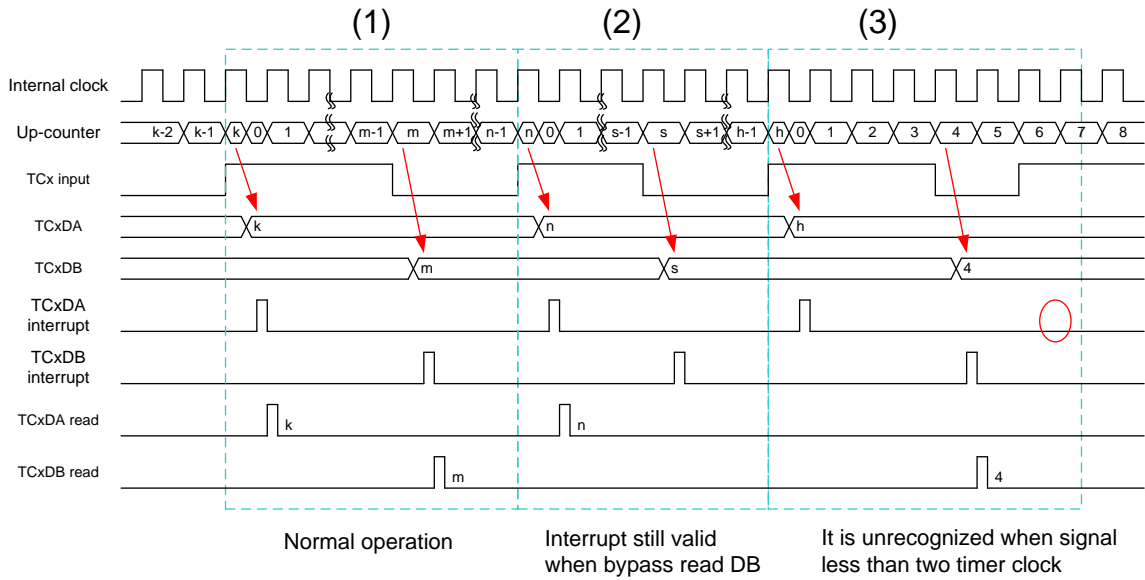 (1) (2) (3)
Internal clock
Up-counter k-2 k-1 k 0 1 m-1 m m+1 n-1 n 0 1 s-1 s s+1 h-1 h 0 1 2 3 4 5 6 7 8
TCx input
TCxDA k n h
TCxDB m s 4
TCxDA
interrupt
TCxDB
interrupt
TCxDA read k n
TCxDB read m 4
Normal operation
Interrupt still valid
when bypass read DB
It is unrecognized when signal
less than two timer clock